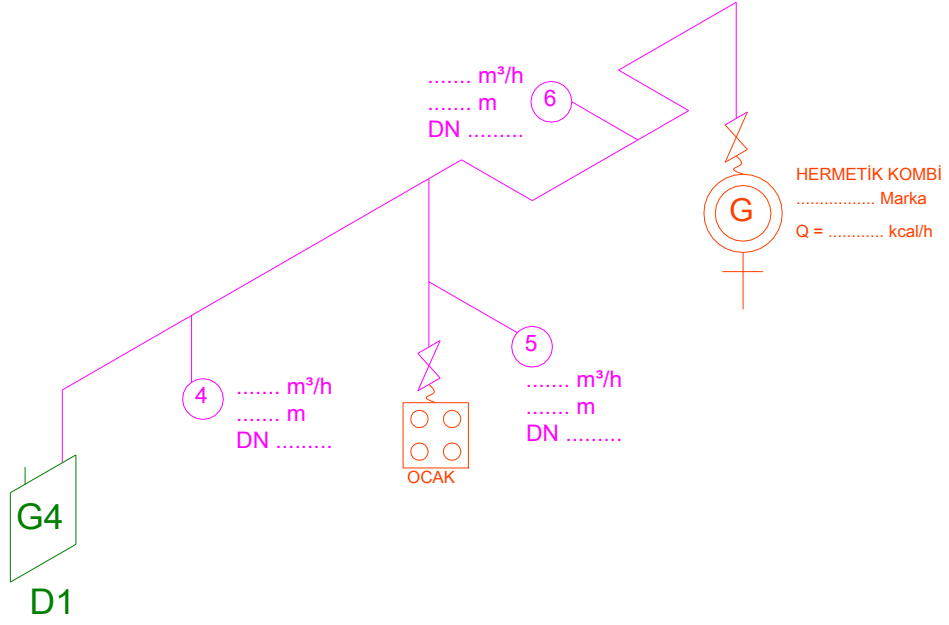 ....... m³/h
....... m
DN .........
6
HERMETİK KOMBİ
................. Marka
Q = ............ kcal/h
G
5
....... m³/h
....... m
DN .........
4
....... m³/h
....... m
DN .........
OCAK
G4
D1